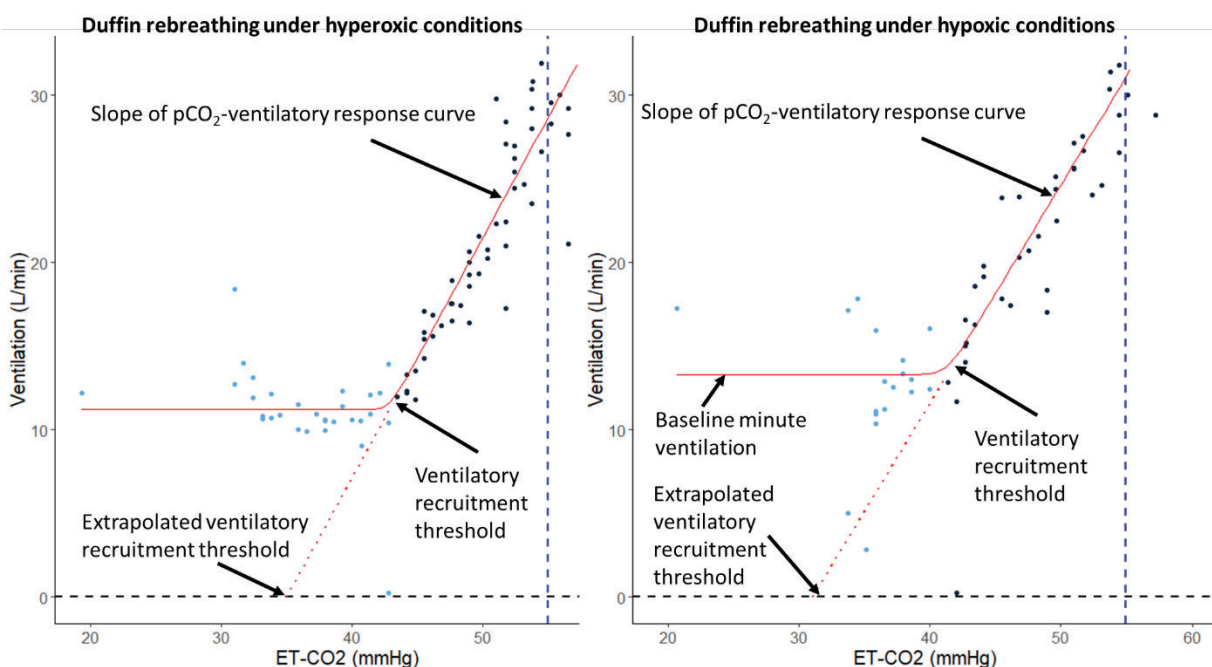 Duffin rebreathing under hyperoxic conditions
Slope of pCO₂-ventilatory response curve
Ventilatory
recruitment
threshold
Extrapolated ventilatory
recruitment threshold
Ventilation (L/min)
30
20
10
0
20
30
40
50
ET-CO2 (mmHg)
Duffin rebreathing under hypoxic conditions
Slope of pCO₂-ventilatory response curve
Baseline minute
ventilation
Ventilatory
recruitment
threshold
Extrapolated
ventilatory
recruitment
threshold
Ventilation (L/min)
30
20
10
0
20
30
40
50
60
ET-CO2 (mmHg)